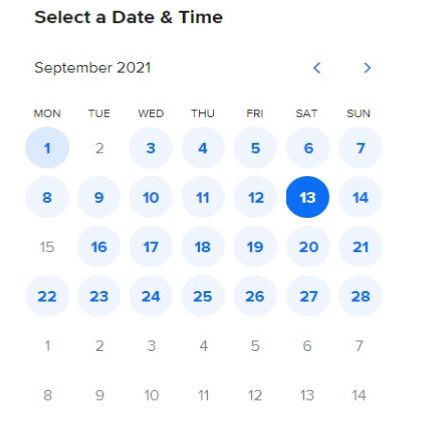 Select a Date & Time
September 2021
MON TUE WED THU FRI SAT SUN
1 2 3 4 5 6 7
8 9 10 11 12 13 14
15 16 17 18 19 20 21
22 23 24 25 26 27 28
1 2 3 4 5 6 7
8 9 10 11 12 13 14